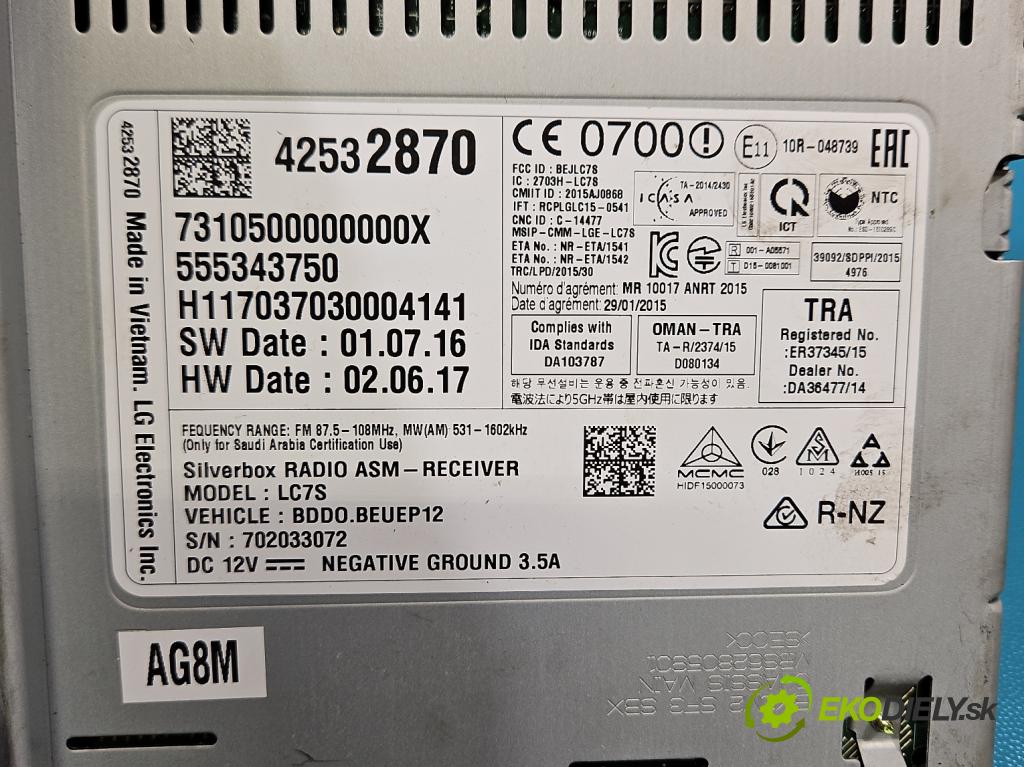 42532870 Made in Vietnam. LG Electronics Inc.
42532870
7310500000000X
555343750
H117037030004141
SW Date : 01.07.16
HW Date : 02.06.17
CE 0700
E11
10R-048739
EAC
FCC ID : BEJLC7S
IC : 2703H-LC7S
CMIIT ID : 2015AJ0868
IFT : RCPLGLC15-0541
CNC ID : C-14477
MSIP-CMM-LGE-LC7S
ETA No. : NR-ETA/1541
ETA No. : NR-ETA/1542
TRC/LPD/2015/30
ICASA
TA-2014/2430
APPROVED
ICT
NTC
Type Approved
R 001-A05571
T D15-0081001
39092/SDPPI/2015
4976
Numéro d'agrément: MR 10017 ANRT 2015
Date d'agrément: 29/01/2015
Complies with
IDA Standards
DA103787
OMAN-TRA
TA-R/2374/15
D080134
TRA
Registered No.
:ER37345/15
Dealer No.
:DA36477/14
해당 무선설비는 운용 중 전파혼신 가능성이 있음.
電波法により5GHz帯は屋内使用に限ります
FEQUENCY RANGE: FM 87.5-108MHz, MW(AM) 531-1602kHz
(Only for Saudi Arabia Certification Use)
Silverbox RADIO ASM-RECEIVER
MODEL : LC7S
VEHICLE : BDDO.BEUEP12
S/N : 702033072
DC 12V NEGATIVE GROUND 3.5A
MCMC
HIDF15000073
028
1024
R-NZ
AG8M
EKODIELY.sk